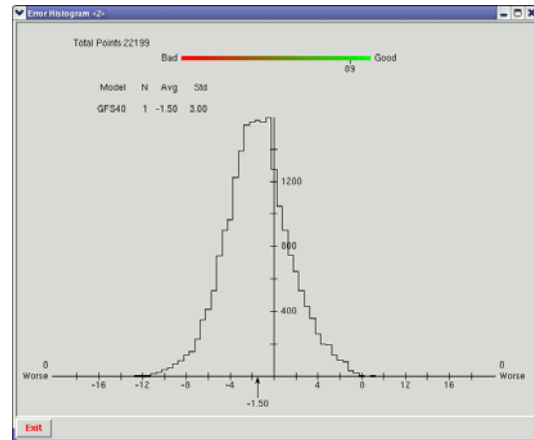 Error Histogram <2>
Total Points 22199
Bad Good
89
Model N Avg Std
GFS40 1 -1.50 3.00
1200
800
400
0 0
Worse -16 -12 -8 -4 4 8 12 16 Worse
-1.50
Exit